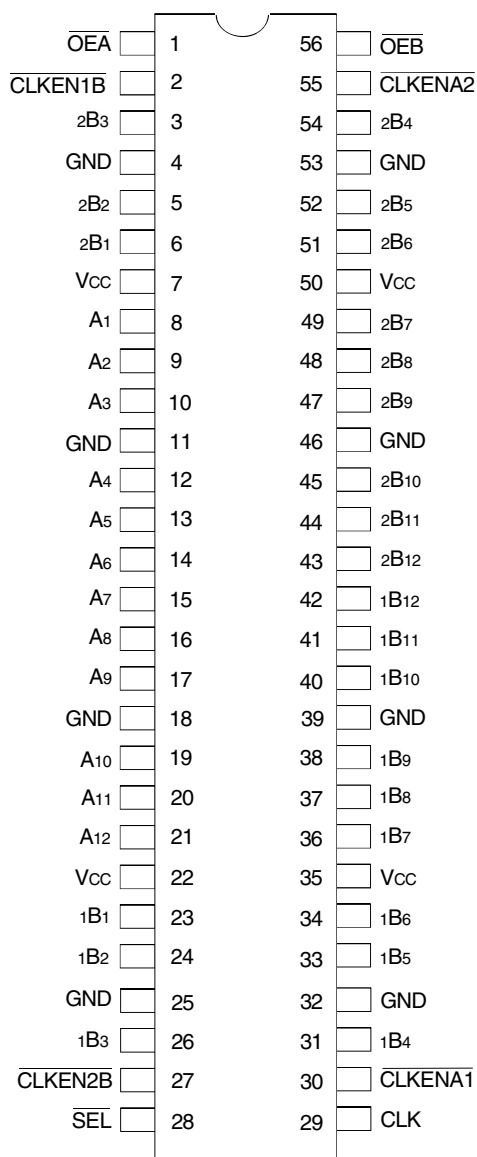 OEA 1 56 OEB
CLKEN1B 2 55 CLKENA2
2B3 3 54 2B4
GND 4 53 GND
2B2 5 52 2B5
2B1 6 51 2B6
VCC 7 50 VCC
A1 8 49 2B7
A2 9 48 2B8
A3 10 47 2B9
GND 11 46 GND
A4 12 45 2B10
A5 13 44 2B11
A6 14 43 2B12
A7 15 42 1B12
A8 16 41 1B11
A9 17 40 1B10
GND 18 39 GND
A10 19 38 1B9
A11 20 37 1B8
A12 21 36 1B7
VCC 22 35 VCC
1B1 23 34 1B6
1B2 24 33 1B5
GND 25 32 GND
1B3 26 31 1B4
CLKEN2B 27 30 CLKENA1
SEL 28 29 CLK